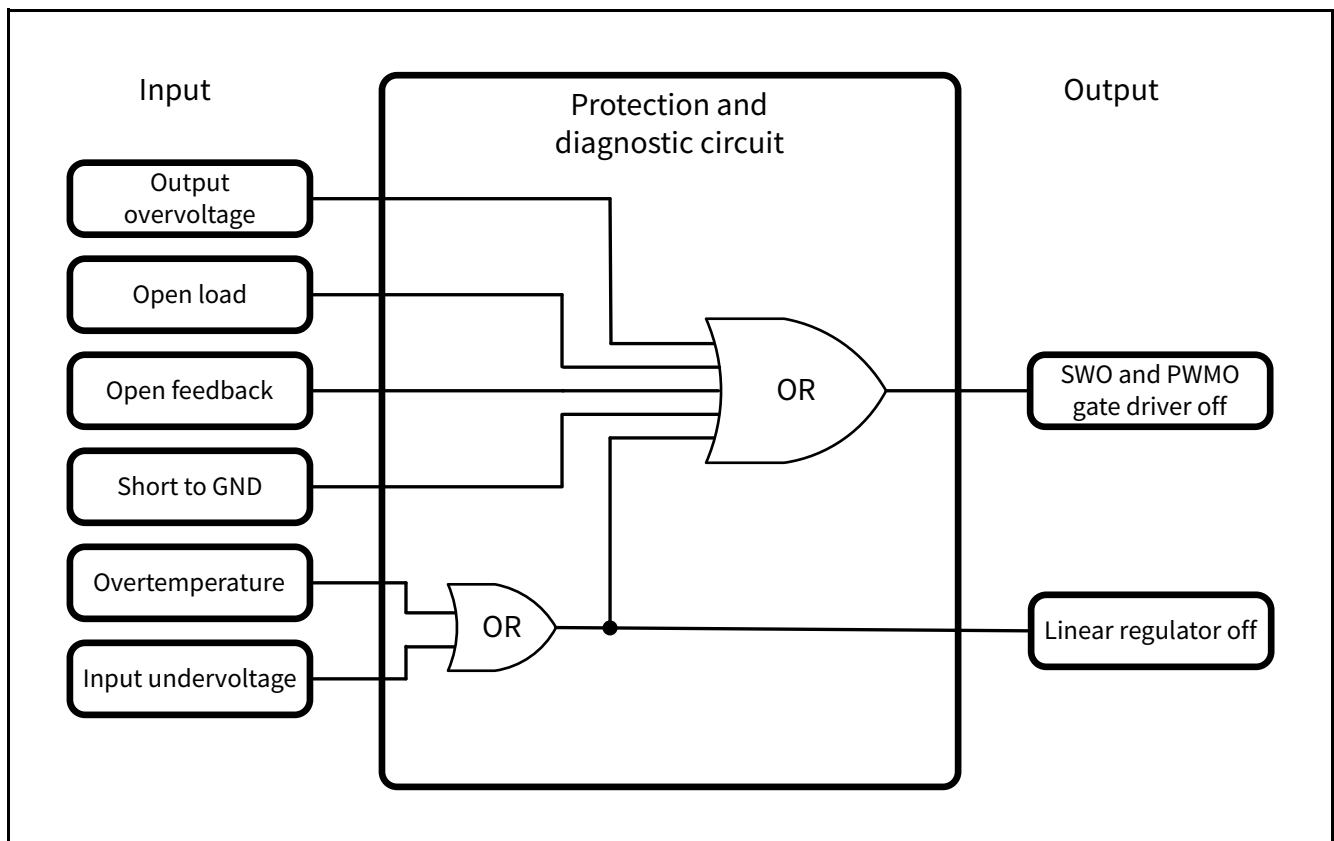 Input
Protection and
diagnostic circuit
Output
Output
overvoltage
Open load
Open feedback
Short to GND
Overtemperature
Input undervoltage
OR
OR
SWO and PWMO
gate driver off
Linear regulator off